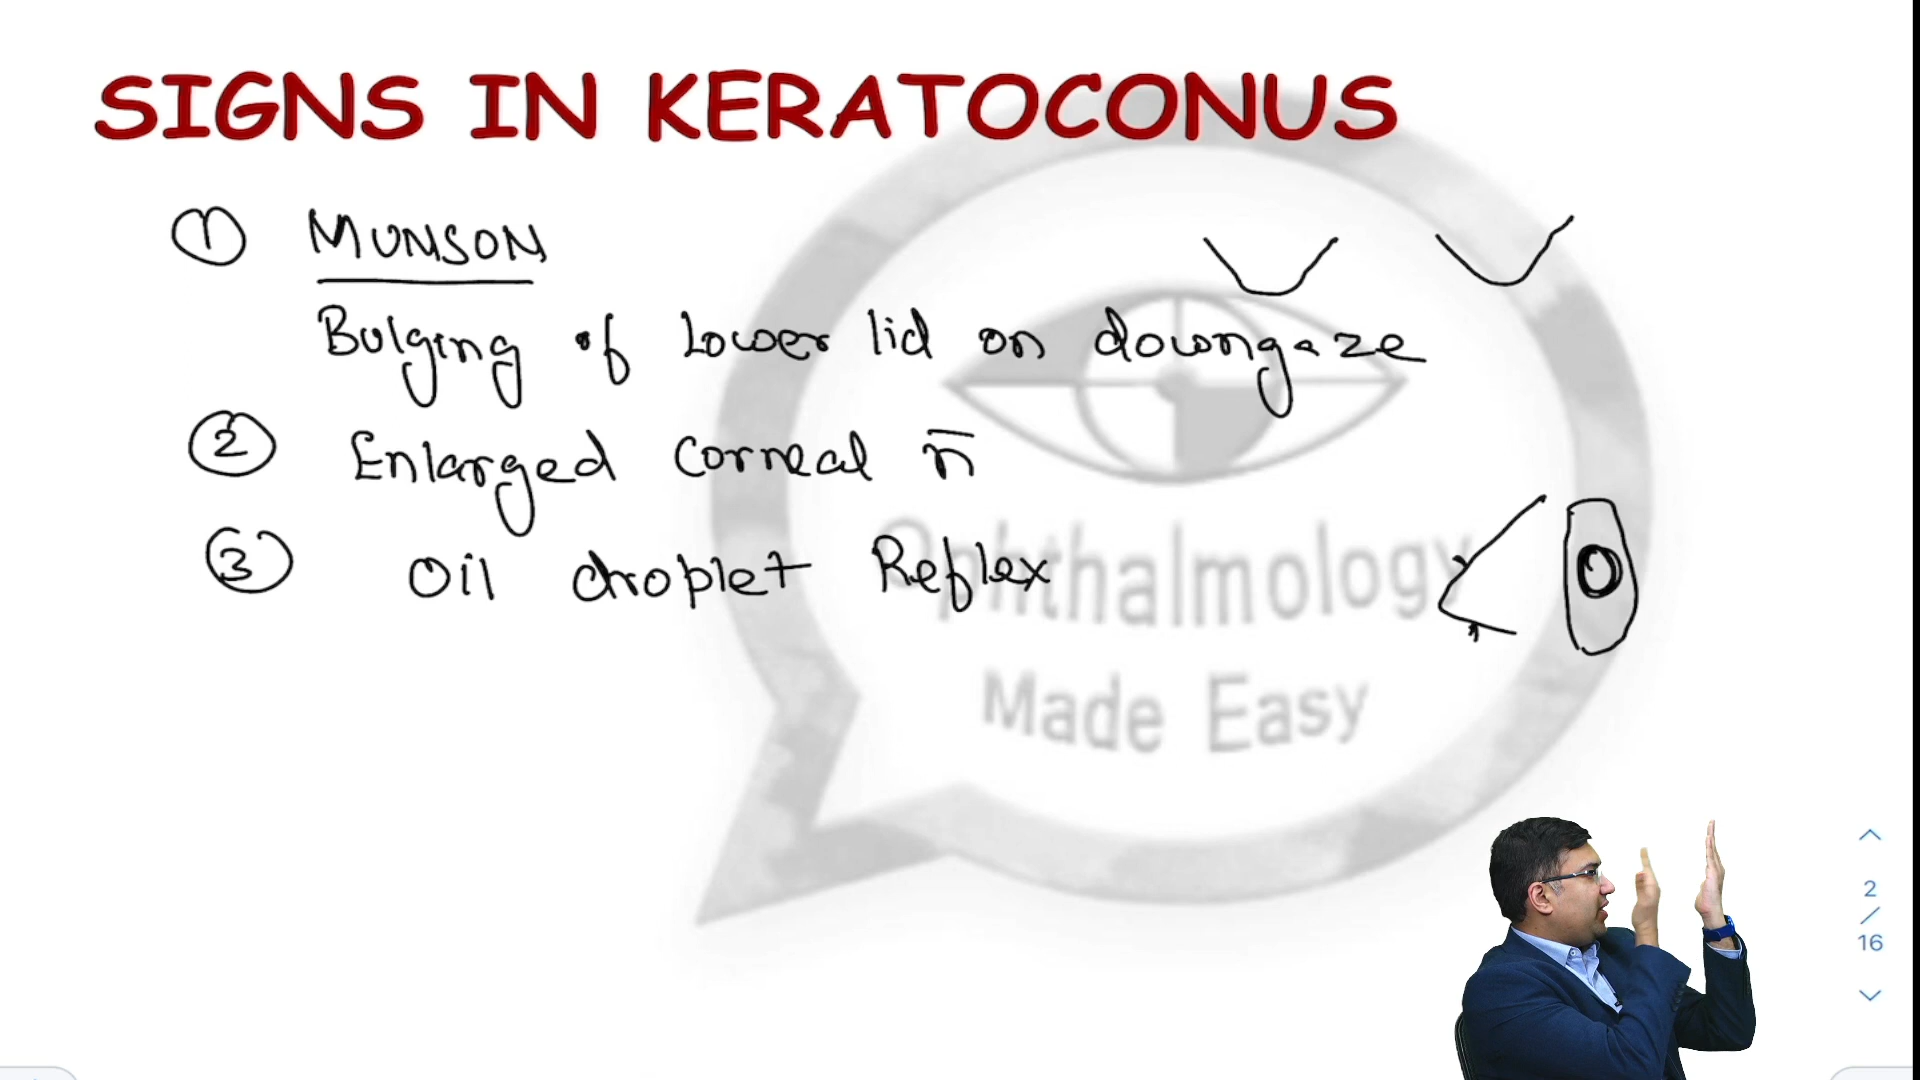 SIGNS IN KERATOCONUS
① MUNSON
Bulging of Lower lid on downgaze
② Enlarged corneal n̄
③ Oil droplet Reflex
Ophthalmology
Made Easy
2
/
16